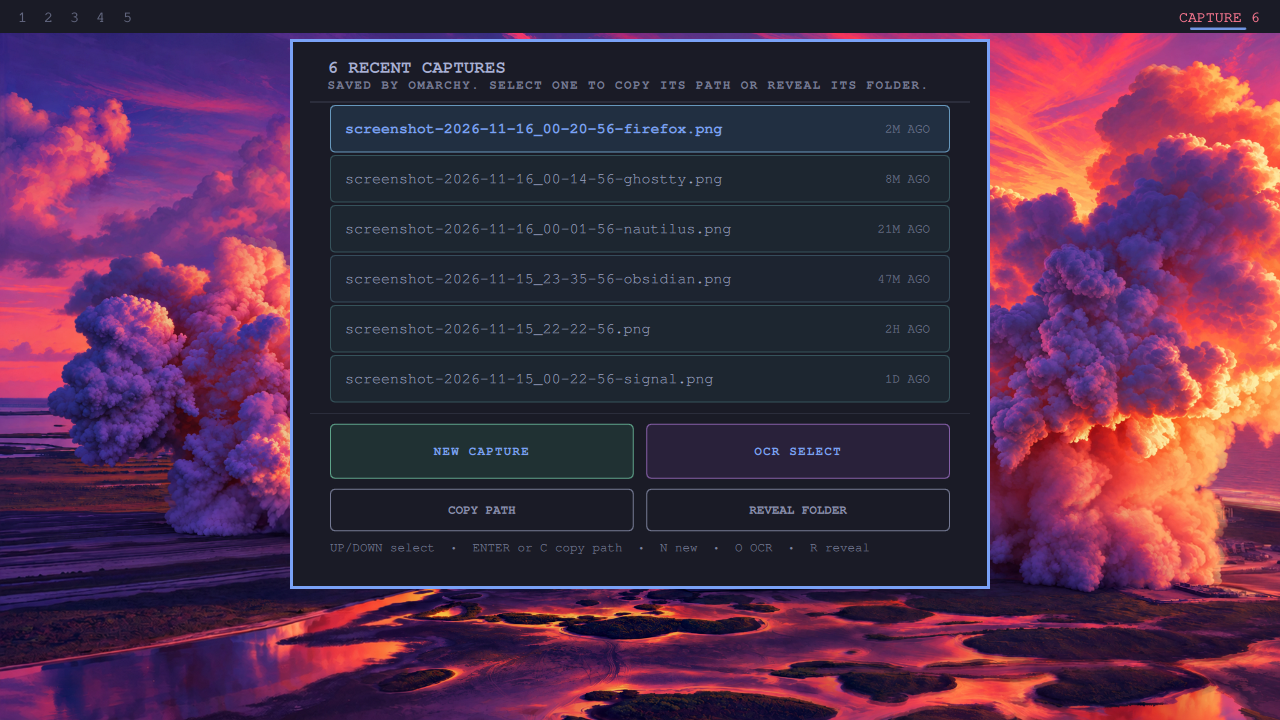 1 2 3 4 5 CAPTURE 6
6 RECENT CAPTURES
SAVED BY OMARCHY. SELECT ONE TO COPY ITS PATH OR REVEAL ITS FOLDER.
screenshot-2026-11-16_00-20-56-firefox.png 2M AGO
screenshot-2026-11-16_00-14-56-ghostty.png 8M AGO
screenshot-2026-11-16_00-01-56-nautilus.png 21M AGO
screenshot-2026-11-15_23-35-56-obsidian.png 47M AGO
screenshot-2026-11-15_22-22-56.png 2H AGO
screenshot-2026-11-15_00-22-56-signal.png 1D AGO
NEW CAPTURE OCR SELECT
COPY PATH REVEAL FOLDER
UP/DOWN select • ENTER or C copy path • N new • O OCR • R reveal